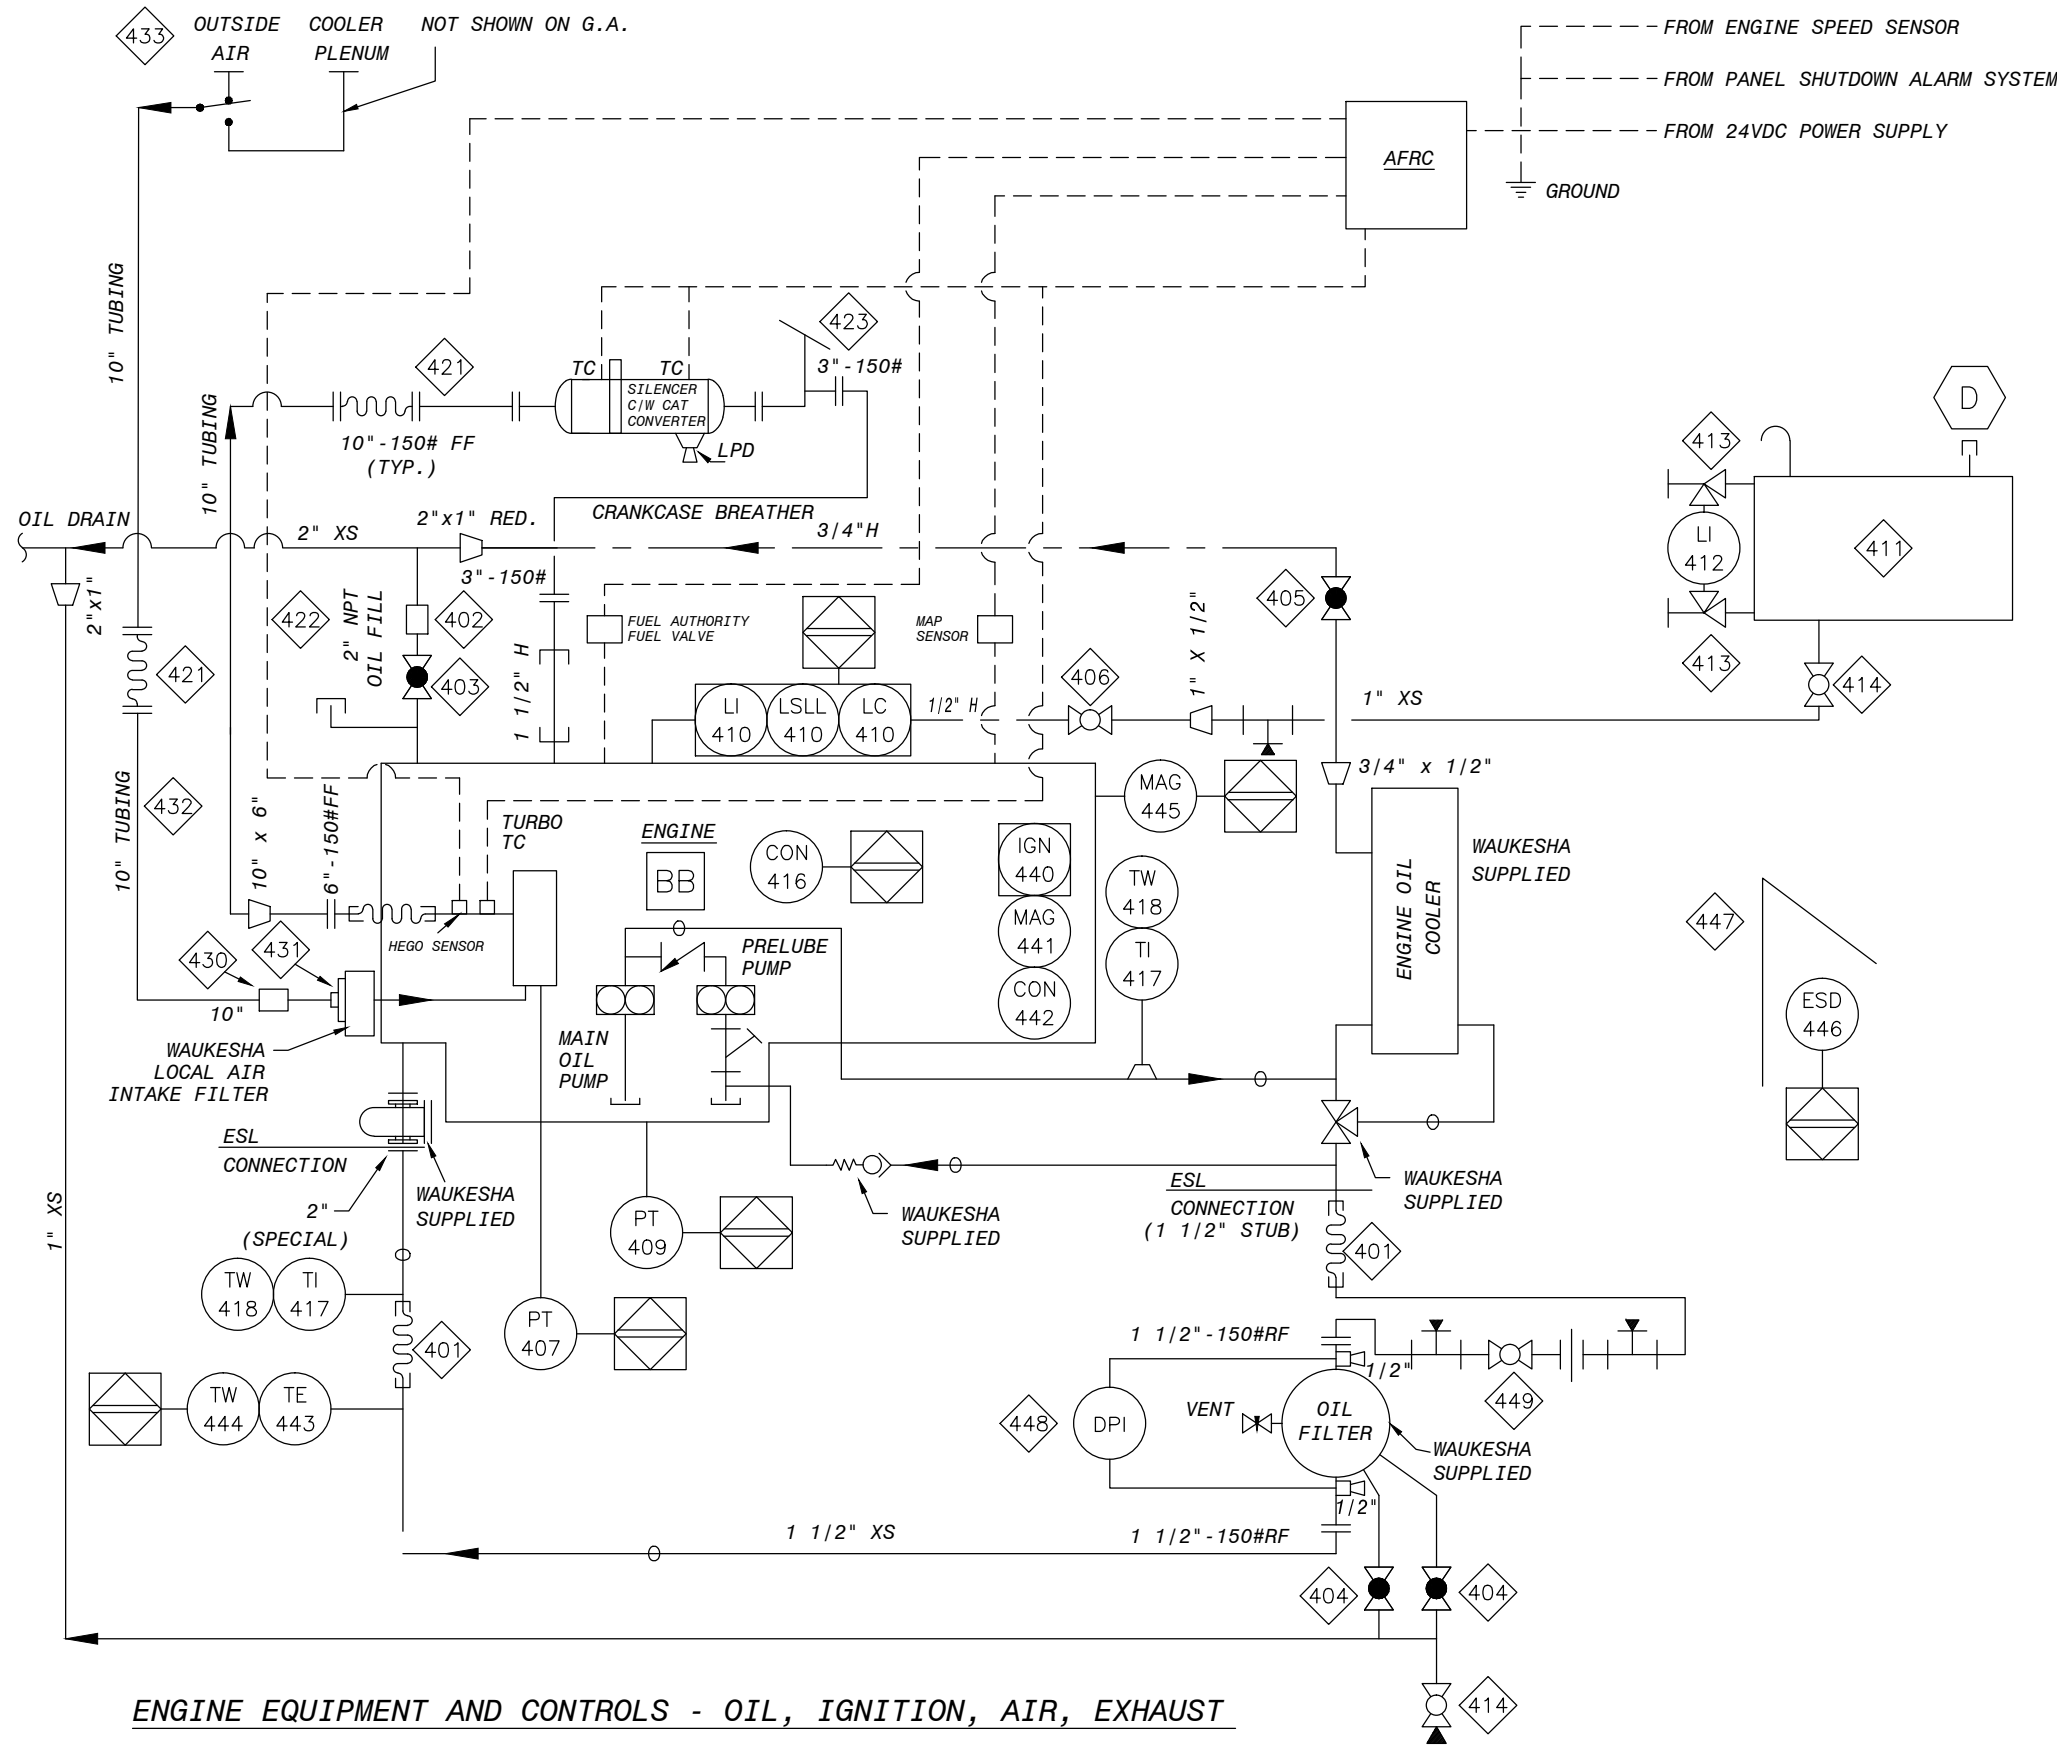 433
OUTSIDE AIR
COOLER PLENUM
NOT SHOWN ON G.A.
FROM ENGINE SPEED SENSOR
FROM PANEL SHUTDOWN ALARM SYSTEM
FROM 24VDC POWER SUPPLY
AFRC
GROUND
10" TUBING
423
3"-150#
421
TC
TC
SILENCER
C/W CAT
CONVERTER
10" TUBING
10"-150# FF
(TYP.)
LPD
D
413
OIL DRAIN
2" XS
2"x1" RED.
CRANKCASE BREATHER
3/4"H
LI
412
411
3"-150#
2"x1"
422
2" NPT
OIL FILL
402
403
FUEL AUTHORITY
FUEL VALVE
MAP
SENSOR
405
1" X 1/2"
413
421
1 1/2" H
LI
410
LSLL
410
LC
410
1/2" H
406
1" XS
414
3/4" x 1/2"
10" TUBING
432
10" x 6"
6"-150#FF
TURBO
TC
ENGINE
BB
CON
416
MAG
445
IGN
440
MAG
441
CON
442
TW
418
TI
417
ENGINE OIL
COOLER
WAUKESHA
SUPPLIED
447
ESD
446
HEGO SENSOR
430
431
10"
PRELUBE
PUMP
MAIN
OIL
PUMP
WAUKESHA
LOCAL AIR
INTAKE FILTER
ESL
CONNECTION
2"
(SPECIAL)
WAUKESHA
SUPPLIED
1" XS
PT
409
WAUKESHA
SUPPLIED
ESL
CONNECTION
(1 1/2" STUB)
WAUKESHA
SUPPLIED
401
TW
418
TI
417
PT
407
401
TW
444
TE
443
1 1/2"-150#RF
1/2"
449
448
DPI
VENT
OIL
FILTER
WAUKESHA
SUPPLIED
1/2"
1 1/2" XS
1 1/2"-150#RF
404
404
414
ENGINE EQUIPMENT AND CONTROLS - OIL, IGNITION, AIR, EXHAUST